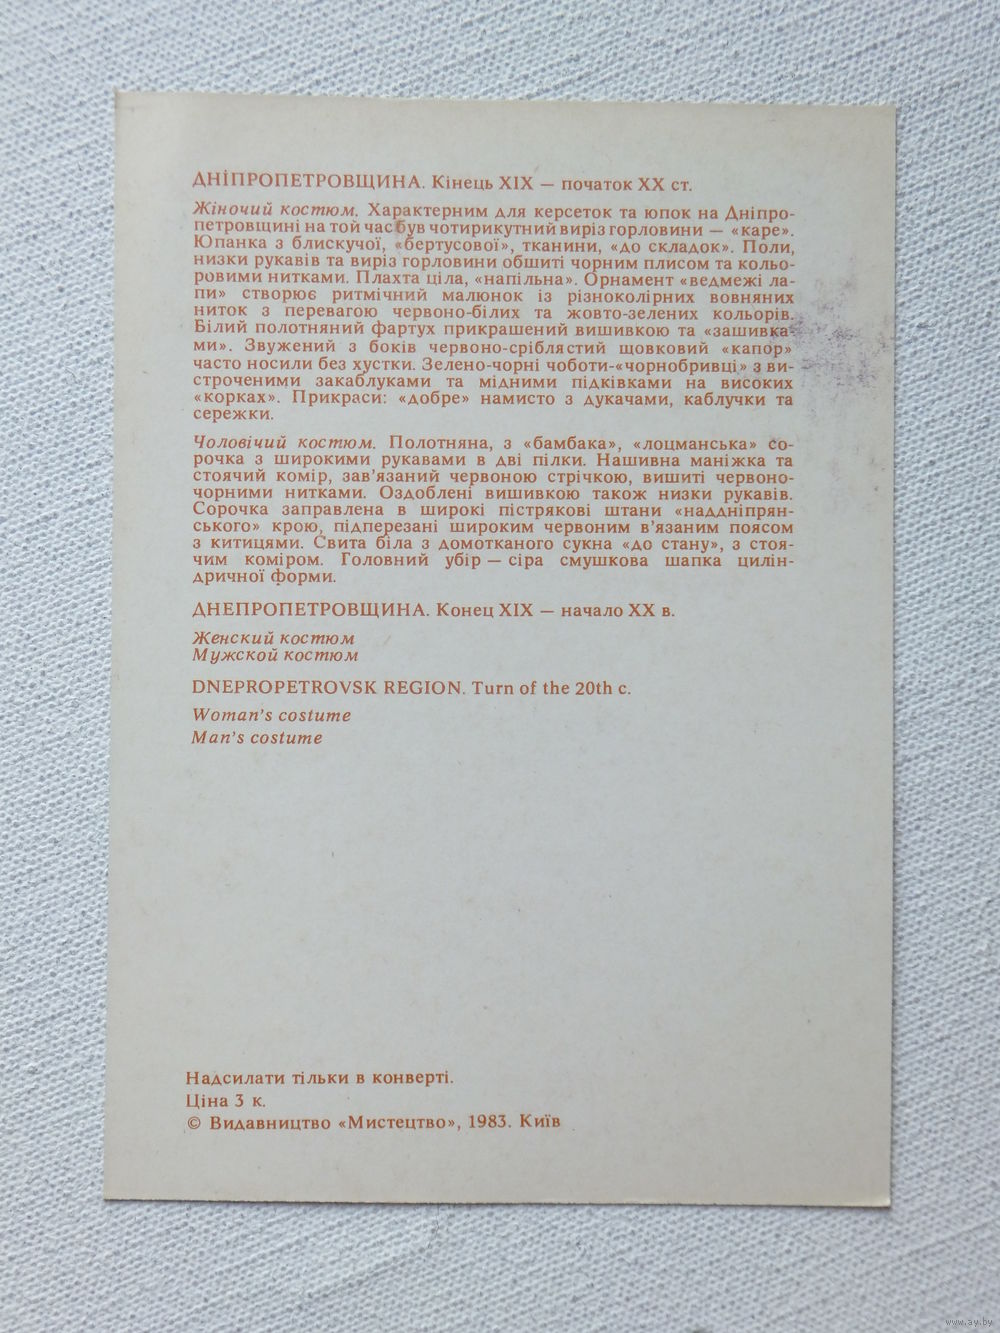 ДНІПРОПЕТРОВЩИНА. Кінець XIX — початок XX ст.
Жіночий костюм. Характерним для керсеток та юпок на Дніпро-
петровщині на той час був чотирикутний виріз горловини — «каре».
Юпанка з блискучої, «бертусової», тканини, «до складок». Поли,
низки рукавів та виріз горловини обшиті чорним плисом та кольо-
ровими нитками. Плахта ціла, «напільна». Орнамент «ведмежі ла-
пи» створює ритмічний малюнок із різноколірних вовняних
ниток з перевагою червоно-білих та жовто-зелених кольорів.
Білий полотняний фартух прикрашений вишивкою та «зашивка-
ми». Звужений з боків червоно-сріблястий щовковий «капор»
часто носили без хустки. Зелено-чорні чоботи-«чорнобривці» з ви-
строченими закаблуками та мідними підківками на високих
«корках». Прикраси: «добре» намисто з дукачами, каблучки та
сережки.
Чоловічий костюм. Полотняна, з «бамбака», «лоцманська» со-
рочка з широкими рукавами в дві пілки. Нашивна маніжка та
стоячий комір, зав'язаний червоною стрічкою, вишиті червоно-
чорними нитками. Оздоблені вишивкою також низки рукавів.
Сорочка заправлена в широкі пістрякові штани «наддніпрян-
ського» крою, підперезані широким червоним в'язаним поясом
з китицями. Свита біла з домотканого сукна «до стану», з стоя-
чим коміром. Головний убір — сіра смушкова шапка цилін-
дричної форми.
ДНЕПРОПЕТРОВЩИНА. Конец XIX — начало XX в.
Женский костюм
Мужской костюм
DNEPROPETROVSK REGION. Turn of the 20th c.
Woman's costume
Man's costume
Надсилати тільки в конверті.
Ціна 3 к.
© Видавництво «Мистецтво», 1983. Київ
www.ay.by